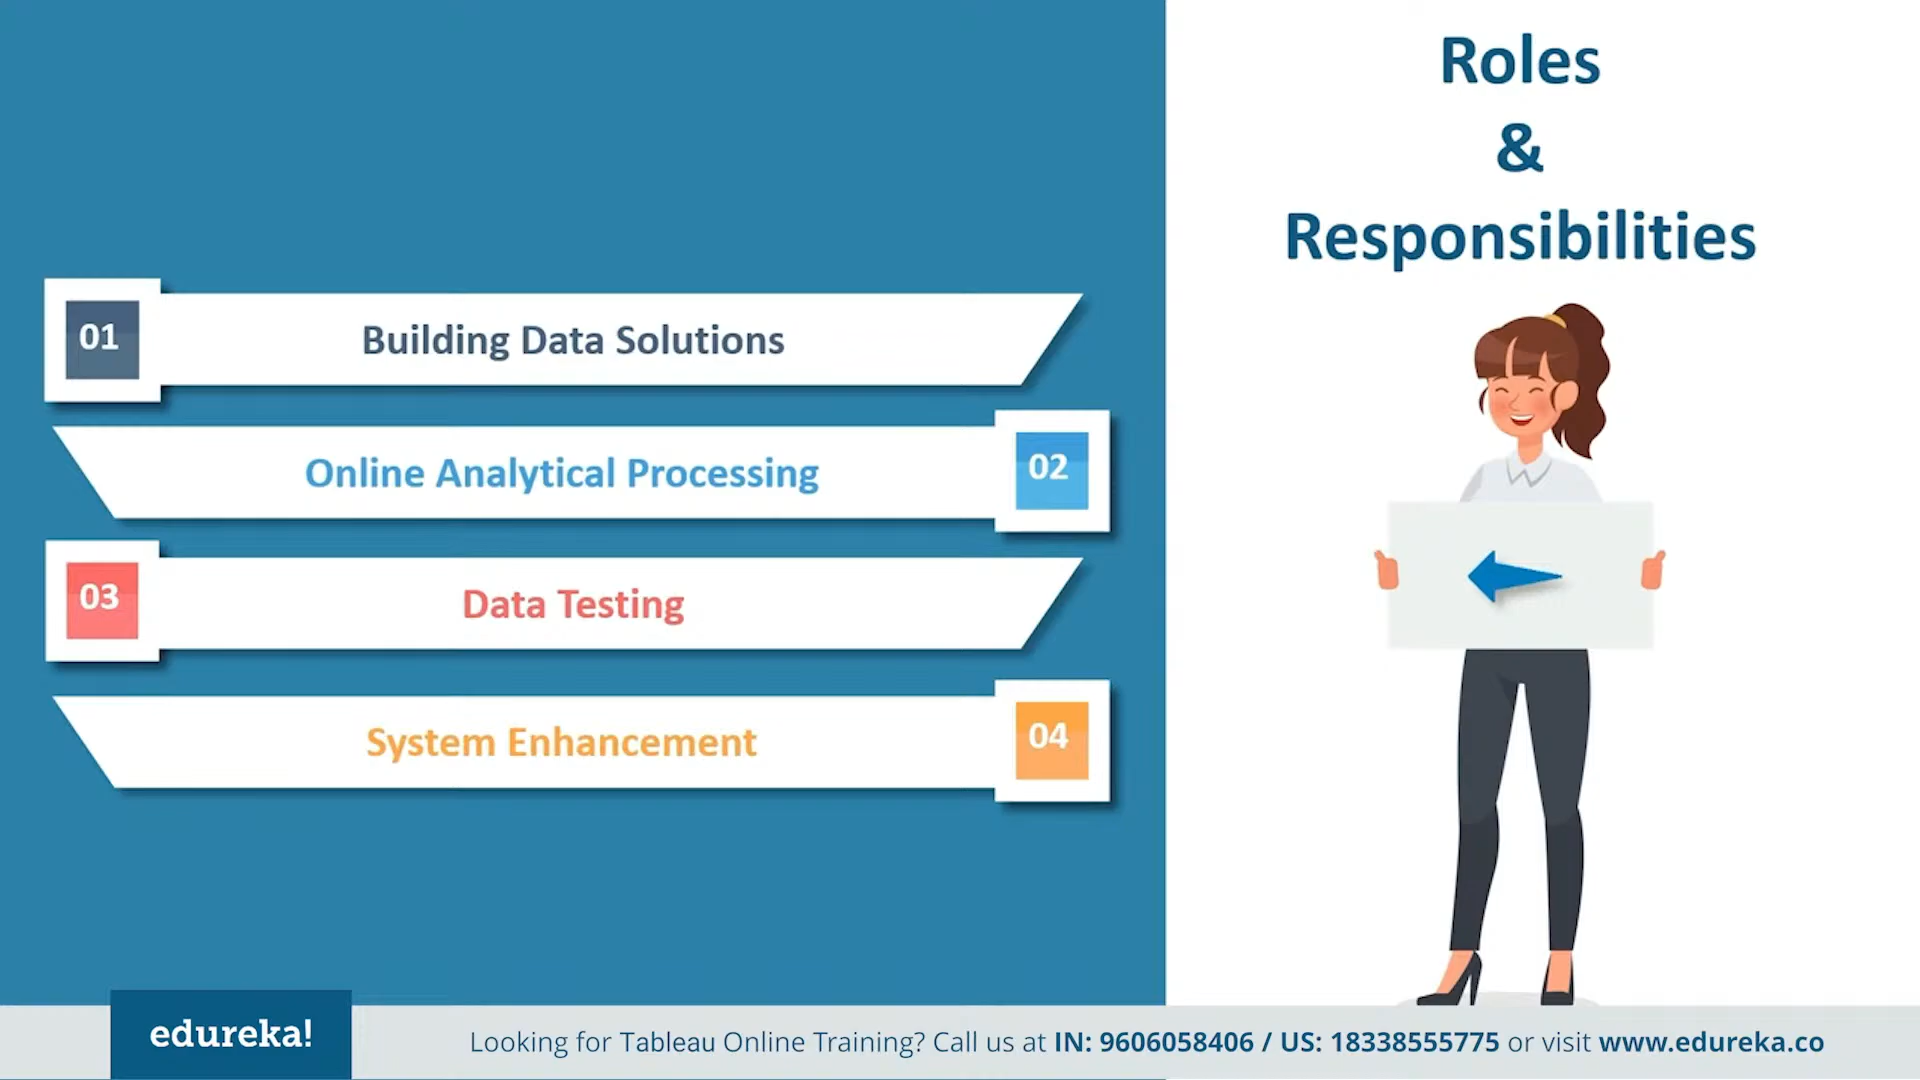 Roles
&
Responsibilities
01
Building Data Solutions
Online Analytical Processing
02
03
Data Testing
System Enhancement
04
edureka!
Looking for Tableau Online Training? Call us at IN: 9606058406 / US: 18338555775 or visit www.edureka.co